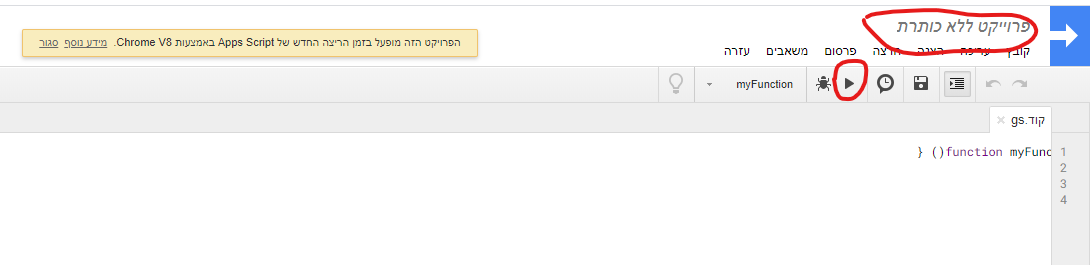 פרוייקט ללא כותרת
הפרויקט הזה מופעל בזמן הריצה החדש של Apps Script באמצעות Chrome V8. מידע נוסף סגור
קובץ עריכה הצגה הרצה פרסום משאבים עזרה
myFunction
קוד.gs
1 function myFunc() {
2
3
4